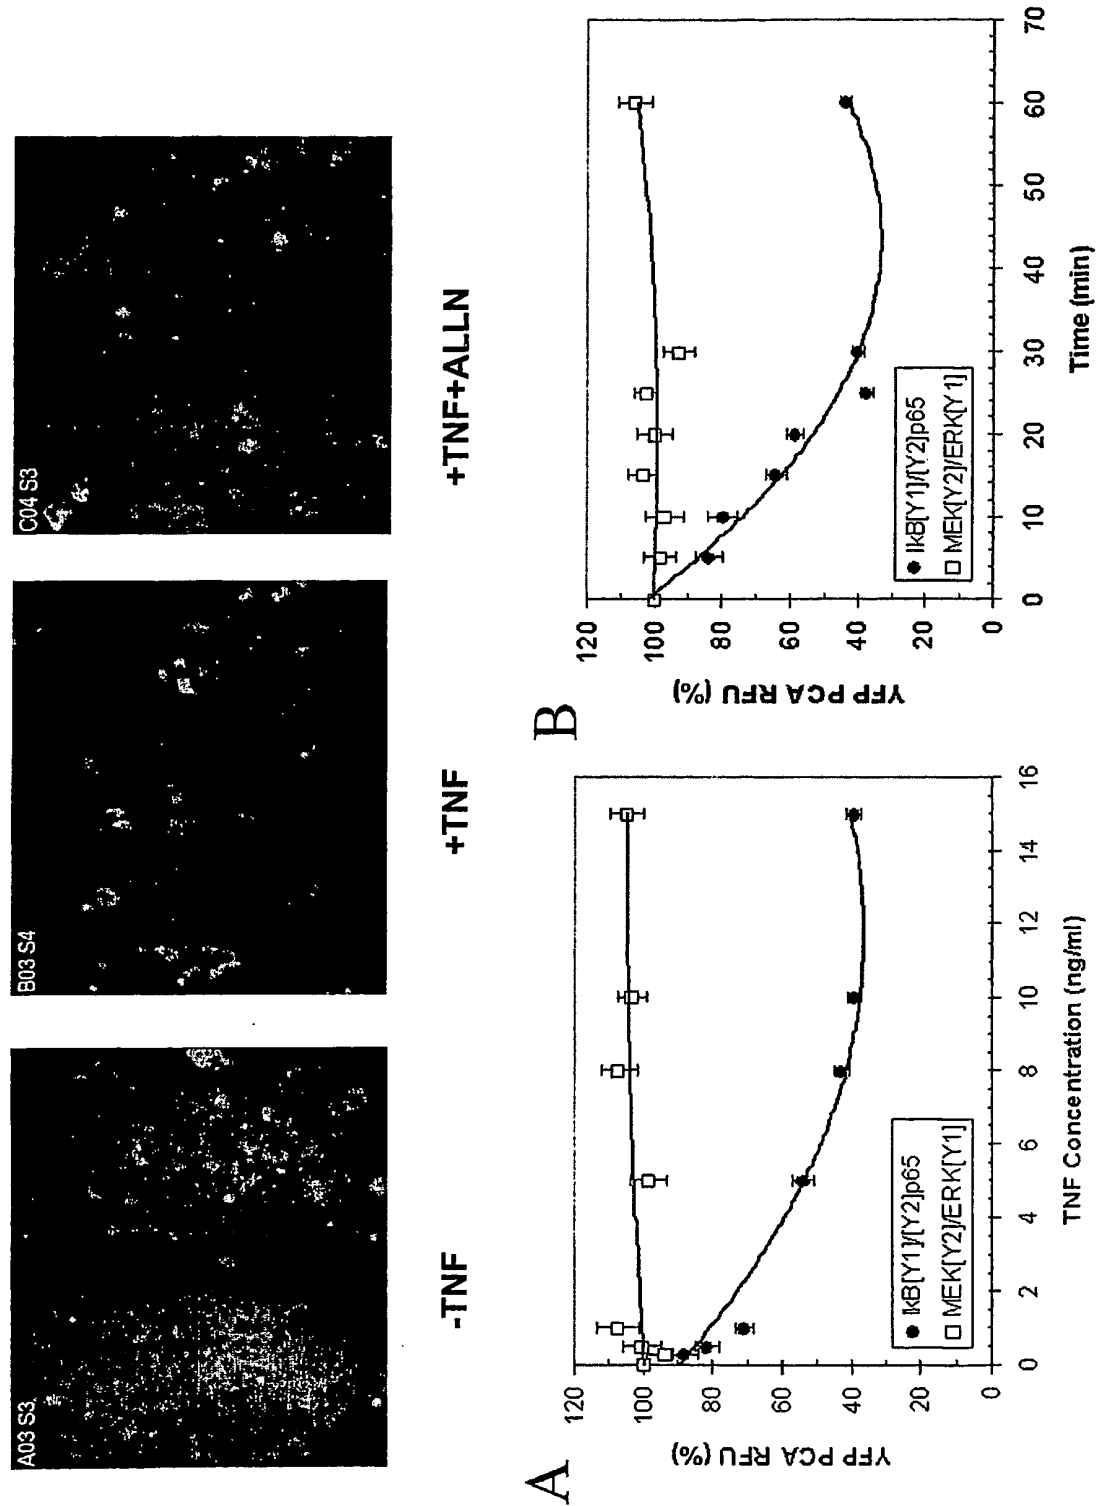 A03 S3
B03 S4
C04 S3
-TNF
+TNF
+TNF+ALLN
A
YFP PCA RFU (%)
120
100
80
60
40
20
0
IkB[Y1]/[Y2]p65
MEK[Y2]/ERK[Y1]
0 2 4 6 8 10 12 14 16
TNF Concentration (ng/ml)
B
YFP PCA RFU (%)
120
100
80
60
40
20
0
IkB[Y1]/[Y2]p65
MEK[Y2]/ERK[Y1]
0 10 20 30 40 50 60 70
Time (min)